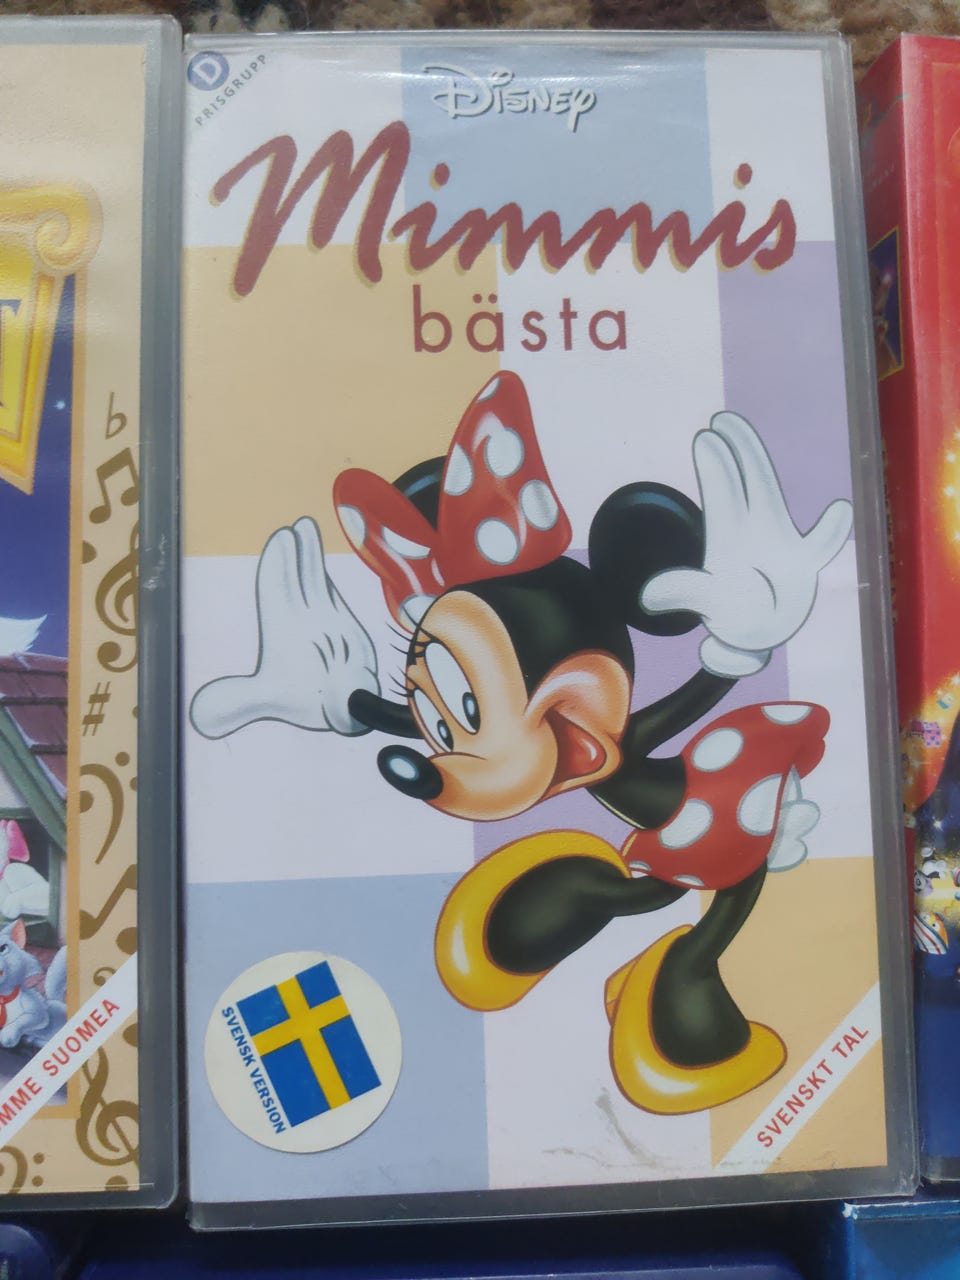 D
PRISGRUPP
Disney
Mimmis
bästa
SVENSK VERSION
SVENSKT TAL
MME SUOMEA